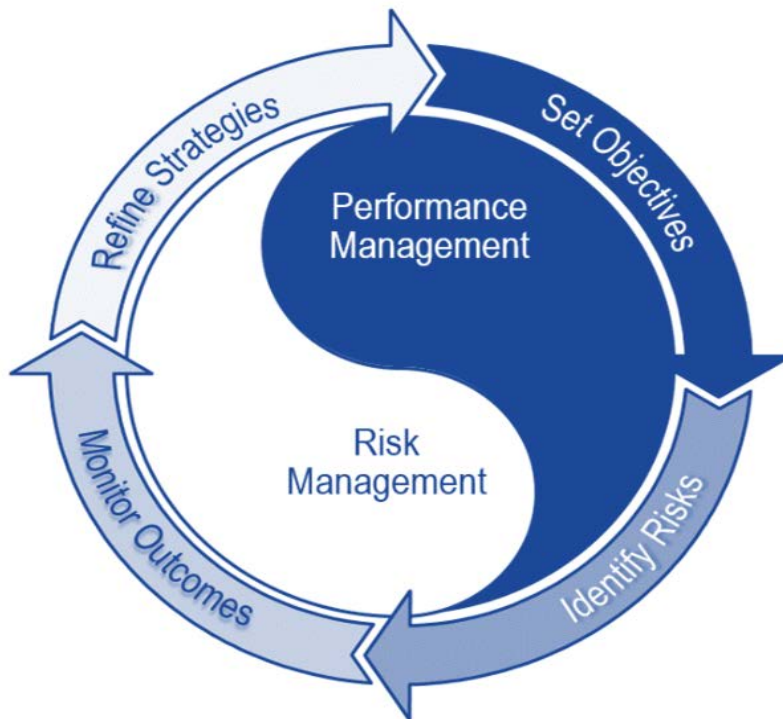 Refine Strategies
Set Objectives
Performance
Management
Risk
Management
Monitor Outcomes
Identify Risks